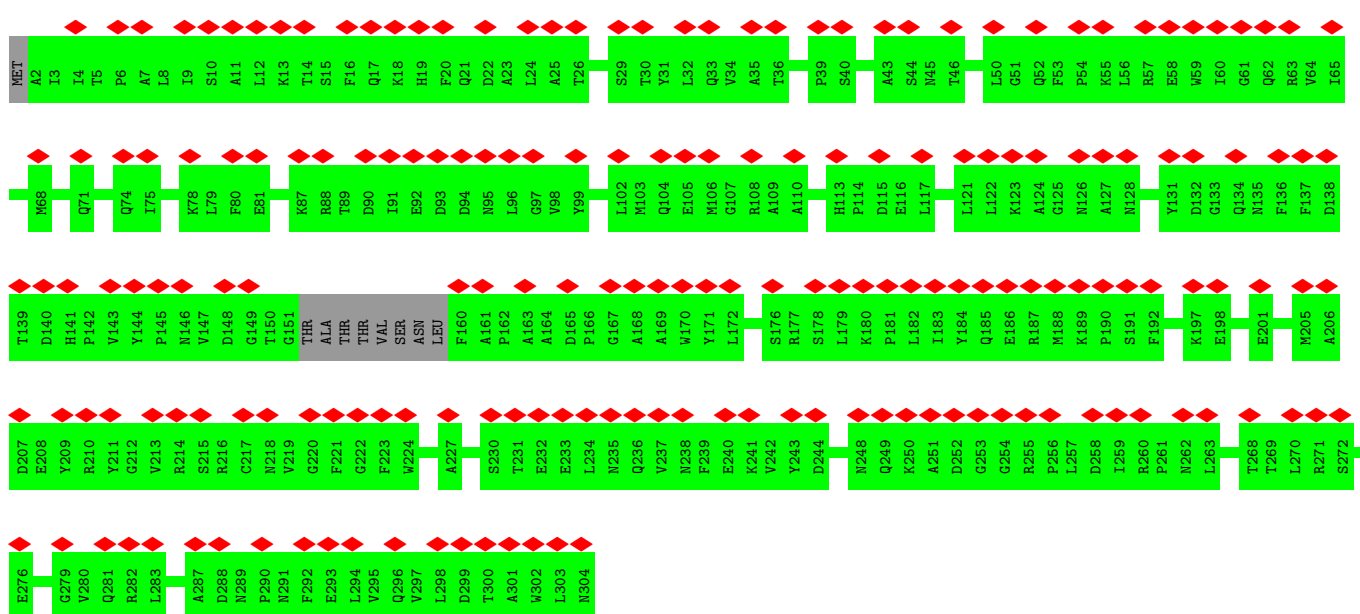 MET A2 I3 I4 T5 P6 A7 L8 I9 S10 A11 L12 K13 T14 S15 F16 Q17 K18 H19 F20 Q21 D22 A23 L24 A25 T26 S29 T30 Y31 L32 Q33 V34 A35 T36 P39 S40 A43 S44 N45 T46 L50 G51 Q52 F53 P54 K55 L56 R57 E58 W59 I60 G61 Q62 R63 V64 I65
M68 Q71 Q74 I75 K78 L79 F80 E81 K87 R88 T89 D90 I91 E92 D93 D94 N95 L96 G97 V98 Y99 L102 M103 Q104 E105 M106 G107 R108 A109 A110 H113 P114 D115 E116 L117 L121 L122 K123 A124 G125 N126 A127 N128 Y131 D132 G133 Q134 N135 F136 F137 D138
T139 D140 H141 P142 V143 Y144 P145 N146 V147 D148 G149 T150 G151 THR ALA THR THR VAL SER ASN LEU F160 A161 P162 A163 A164 D165 P166 G167 A168 A169 W170 Y171 L172 S176 R177 S178 L179 K180 P181 L182 I183 Y184 Q185 E186 R187 M188 K189 P190 S191 F192 K197 E198 E201 M205 A206
D207 E208 Y209 R210 Y211 G212 V213 R214 S215 R216 C217 N218 V219 G220 F221 G222 F223 W224 A227 S230 T231 E232 E233 L234 N235 Q236 V237 N238 F239 E240 K241 V242 Y243 D244 N248 Q249 K250 A251 D252 G253 G254 R255 P256 L257 D258 I259 R260 P261 N262 L263 T268 T269 L270 R271 S272
E276 G279 V280 Q281 R282 L283 A287 D288 N289 P290 N291 F292 E293 L294 V295 Q296 V297 L298 D299 T300 A301 W302 L303 N304